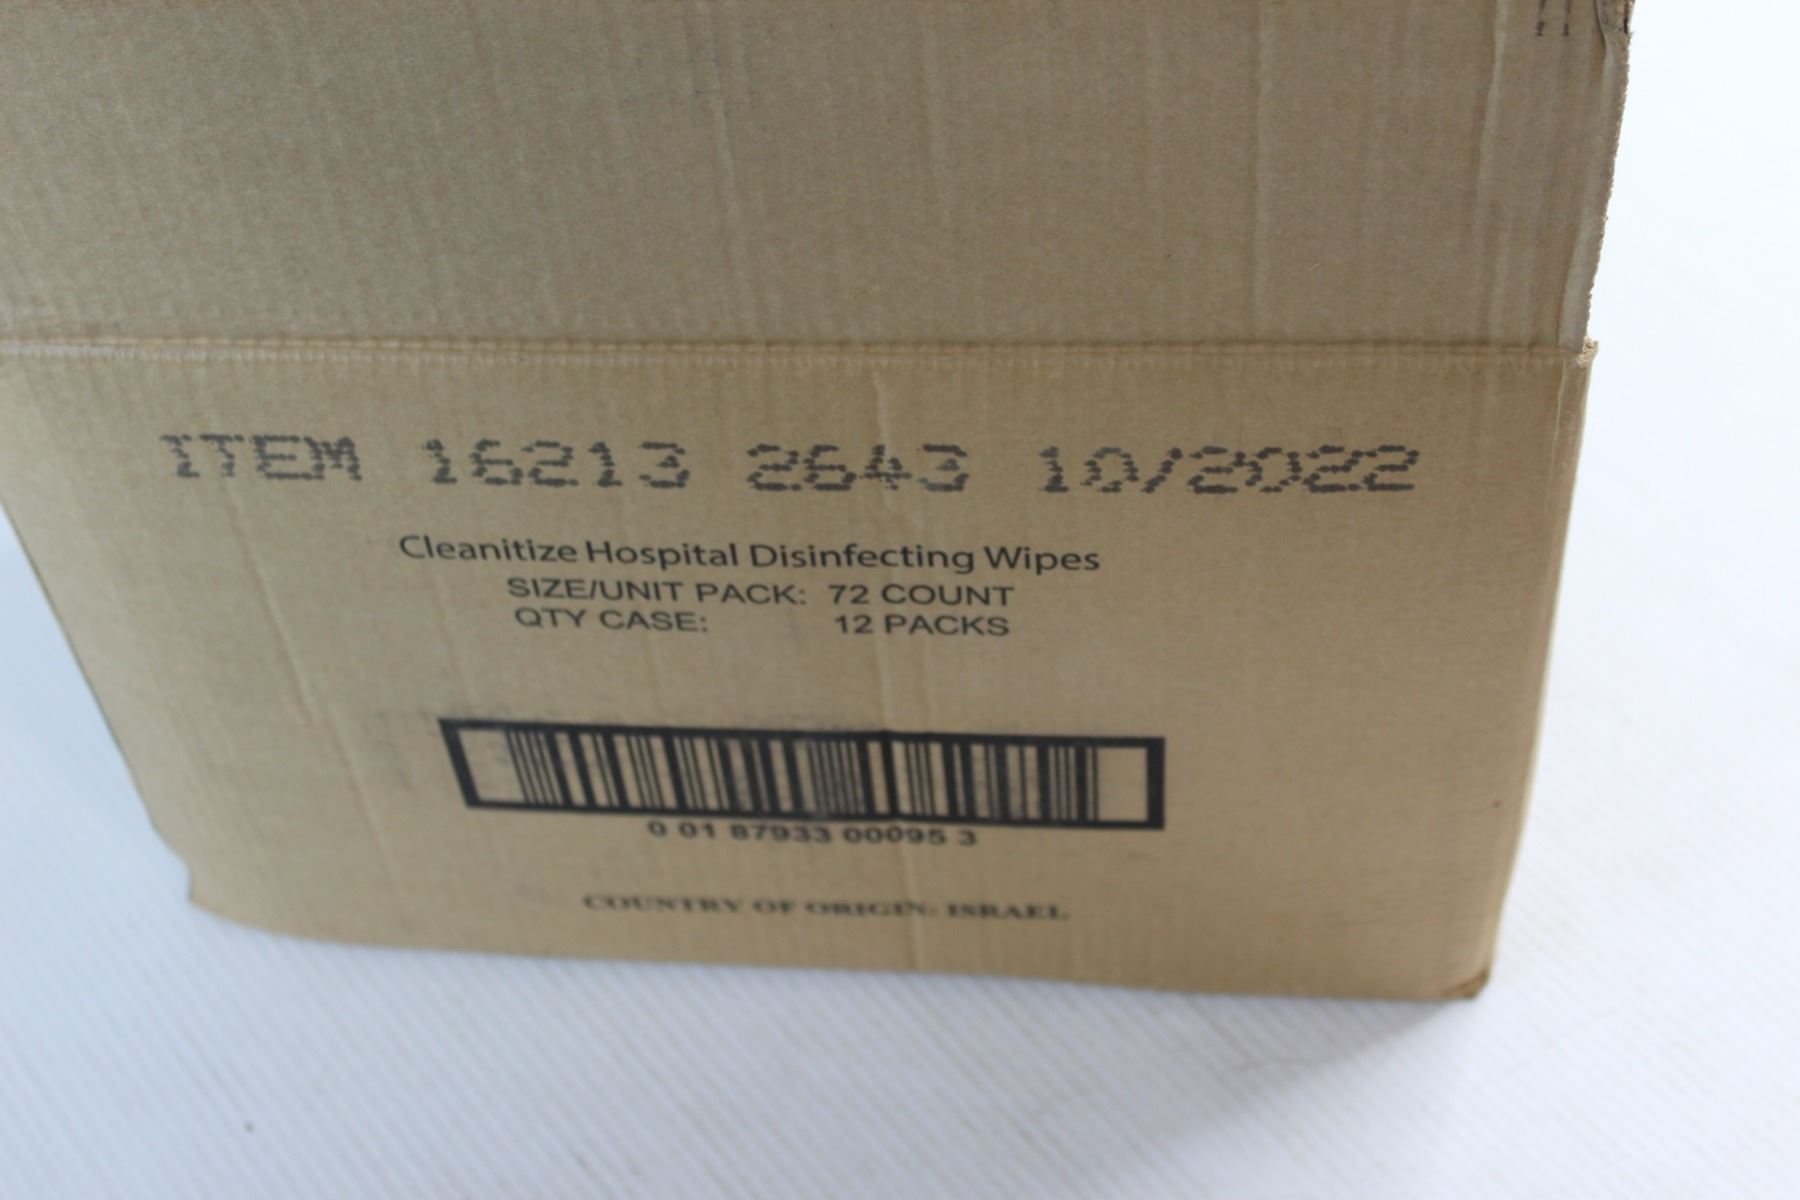 ITEM 16213 2643 10/2022
Cleanitize Hospital Disinfecting Wipes
SIZE/UNIT PACK: 72 COUNT
QTY CASE: 12 PACKS
0 01 87933 00095 3
COUNTRY OF ORIGIN: ISRAEL